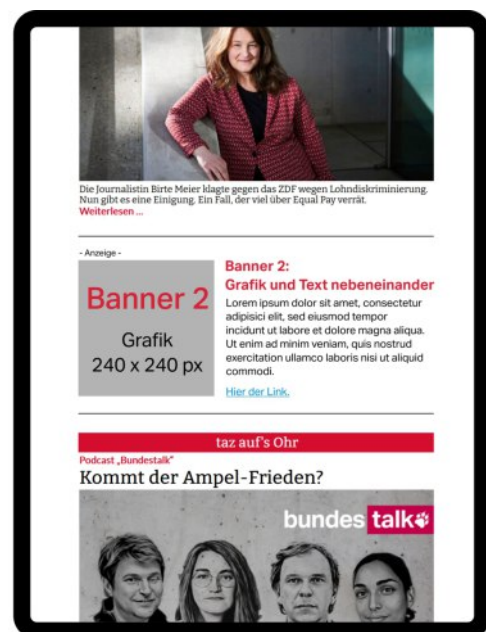 Die Journalistin Birte Meier klagte gegen das ZDF wegen Lohndiskriminierung.
Nun gibt es eine Einigung. Ein Fall, der viel über Equal Pay verrät.
Weiterlesen ...
- Anzeige -
Banner 2
Grafik
240 x 240 px
Banner 2:
Grafik und Text nebeneinander
Lorem ipsum dolor sit amet, consectetur
adipisici elit, sed eiusmod tempor
incidunt ut labore et dolore magna aliqua.
Ut enim ad minim veniam, quis nostrud
exercitation ullamco laboris nisi ut aliquid
commodi.
Hier der Link.
taz auf's Ohr
Podcast „Bundestalk"
Kommt der Ampel-Frieden?
bundes talk